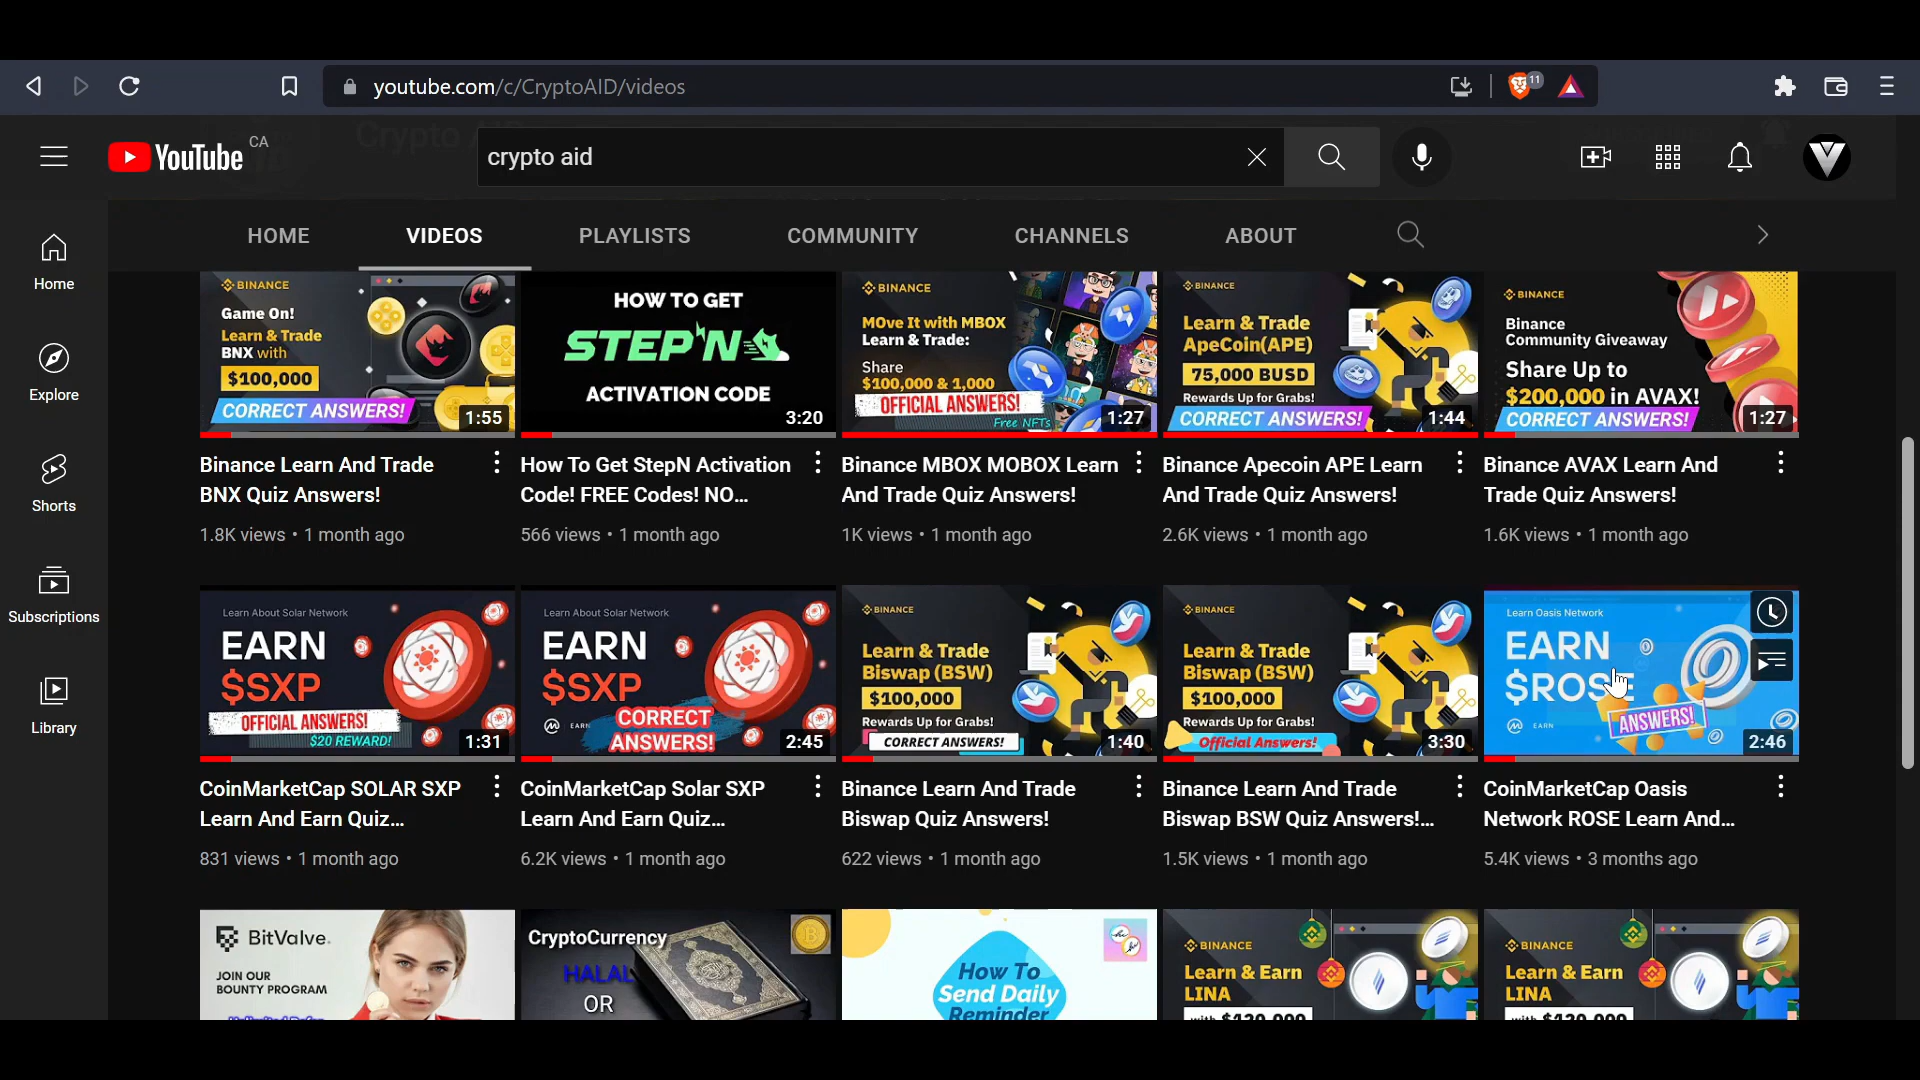 youtube.com/c/CryptoAID/videos
11
YouTube CA
crypto aid
HOME VIDEOS PLAYLISTS COMMUNITY CHANNELS ABOUT
Home
Explore
Shorts
Subscriptions
Library
BINANCE
Game On!
Learn & Trade
BNX with
$100,000
CORRECT ANSWERS!
1:55
HOW TO GET
STEP'N
ACTIVATION CODE
3:20
BINANCE
MOve It with MBOX
Learn & Trade:
Share
$100,000 & 1,000
OFFICIAL ANSWERS!
Free NFTs
1:27
BINANCE
Learn & Trade
ApeCoin(APE)
75,000 BUSD
Rewards Up for Grabs!
CORRECT ANSWERS!
1:44
BINANCE
Binance
Community Giveaway
Share Up to
$200,000 in AVAX!
CORRECT ANSWERS!
1:27
Binance Learn And Trade
BNX Quiz Answers!
1.8K views • 1 month ago
How To Get StepN Activation
Code! FREE Codes! NO...
566 views • 1 month ago
Binance MBOX MOBOX Learn
And Trade Quiz Answers!
1K views • 1 month ago
Binance Apecoin APE Learn
And Trade Quiz Answers!
2.6K views • 1 month ago
Binance AVAX Learn And
Trade Quiz Answers!
1.6K views • 1 month ago
Learn About Solar Network
EARN
$SXP
OFFICIAL ANSWERS!
$20 REWARD!
1:31
Learn About Solar Network
EARN
$SXP
EARN
CORRECT
ANSWERS!
2:45
BINANCE
Learn & Trade
Biswap (BSW)
$100,000
Rewards Up for Grabs!
CORRECT ANSWERS!
1:40
BINANCE
Learn & Trade
Biswap (BSW)
$100,000
Rewards Up for Grabs!
Official Answers!
3:30
Learn Oasis Network
EARN
$ROSE
EARN
ANSWERS!
2:46
CoinMarketCap SOLAR SXP
Learn And Earn Quiz...
831 views • 1 month ago
CoinMarketCap Solar SXP
Learn And Earn Quiz...
6.2K views • 1 month ago
Binance Learn And Trade
Biswap Quiz Answers!
622 views • 1 month ago
Binance Learn And Trade
Biswap BSW Quiz Answers!...
1.5K views • 1 month ago
CoinMarketCap Oasis
Network ROSE Learn And...
5.4K views • 3 months ago
BitValve.
JOIN OUR
BOUNTY PROGRAM
CryptoCurrency
HALAL
OR
How To
Send Daily
Reminder
BINANCE
Learn & Earn
LINA
with $120,000
BINANCE
Learn & Earn
LINA
with $120,000